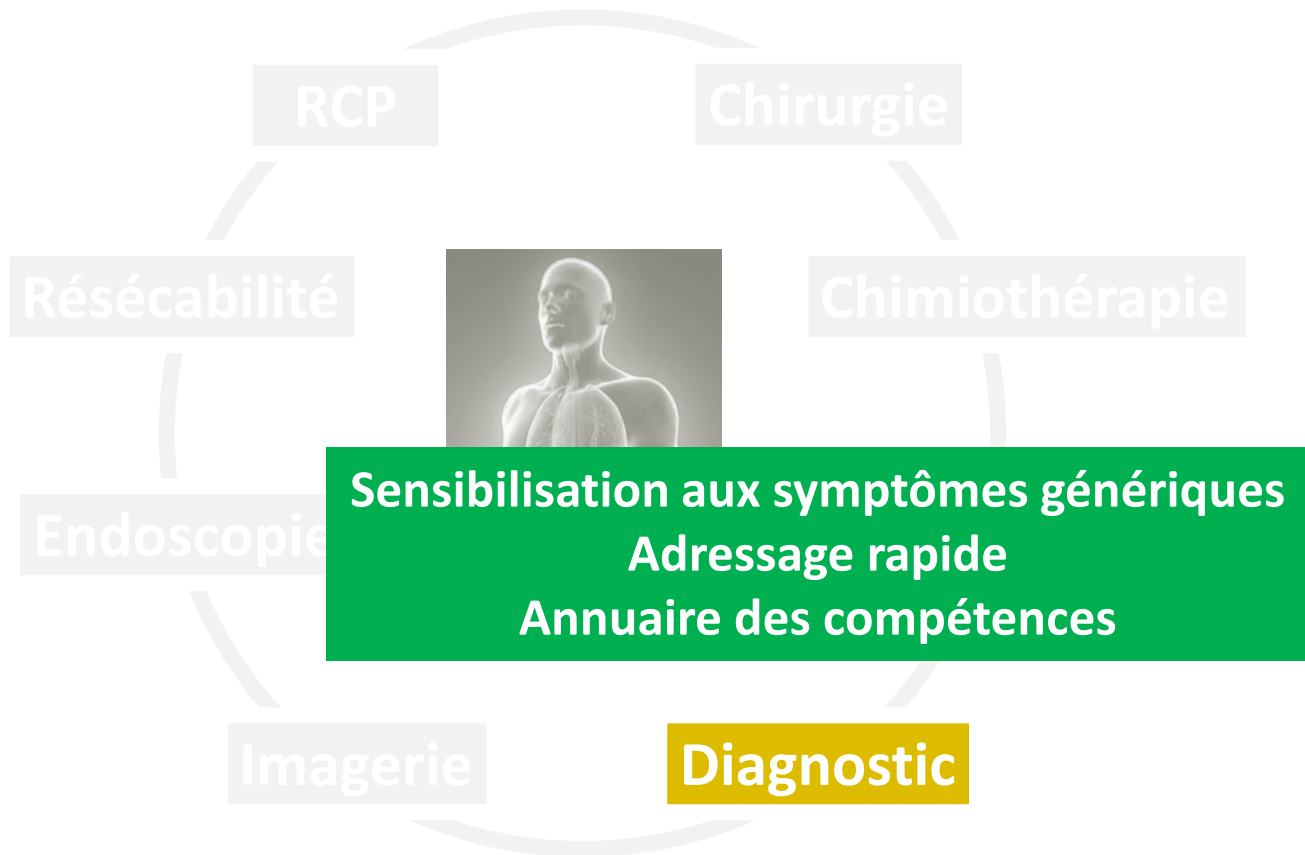 RCP
Chirurgie
Résécabilité
Chimiothérapie
Sensibilisation aux symptômes génériques
Endoscopie
Adressage rapide
Annuaire des compétences
Imagerie
Diagnostic